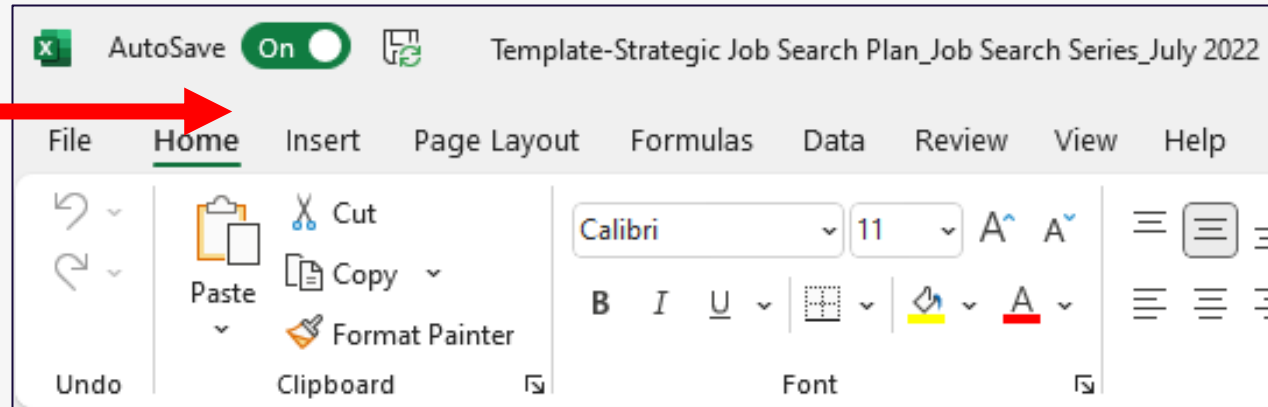 AutoSave On Template-Strategic Job Search Plan_Job Search Series_July 2022
File Home Insert Page Layout Formulas Data Review View Help
Cut
Calibri 11 A A
Copy
Paste
B I U A
Format Painter
Undo Clipboard Font